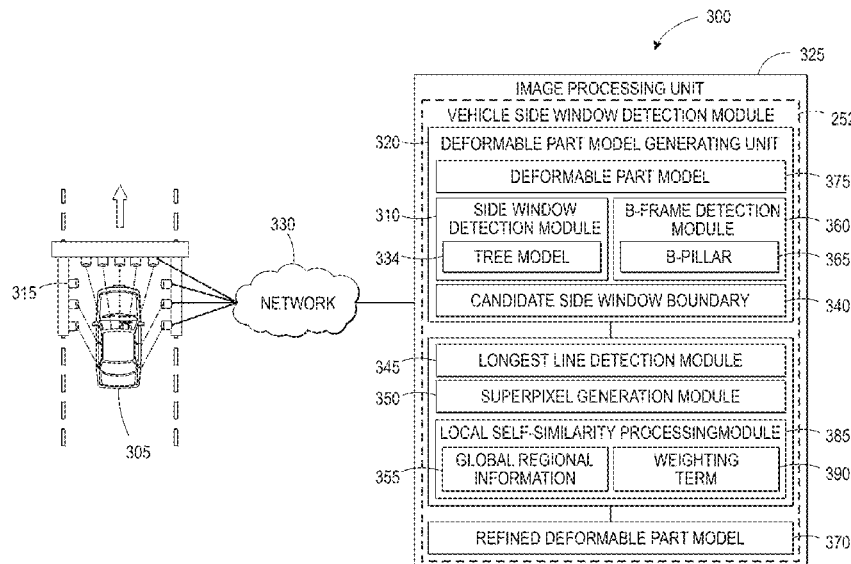 300
325
IMAGE PROCESSING UNIT
VEHICLE SIDE WINDOW DETECTION MODULE
252
320
DEFORMABLE PART MODEL GENERATING UNIT
DEFORMABLE PART MODEL
375
310
SIDE WINDOW
DETECTION MODULE
B-FRAME DETECTION
MODULE
360
334
TREE MODEL
B-PILLAR
365
330
315
NETWORK
CANDIDATE SIDE WINDOW BOUNDARY
340
345
LONGEST LINE DETECTION MODULE
350
SUPERPIXEL GENERATION MODULE
305
LOCAL SELF-SIMILARITY PROCESSINGMODULE
385
355
GLOBAL REGIONAL
INFORMATION
WEIGHTING
TERM
390
REFINED DEFORMABLE PART MODEL
370